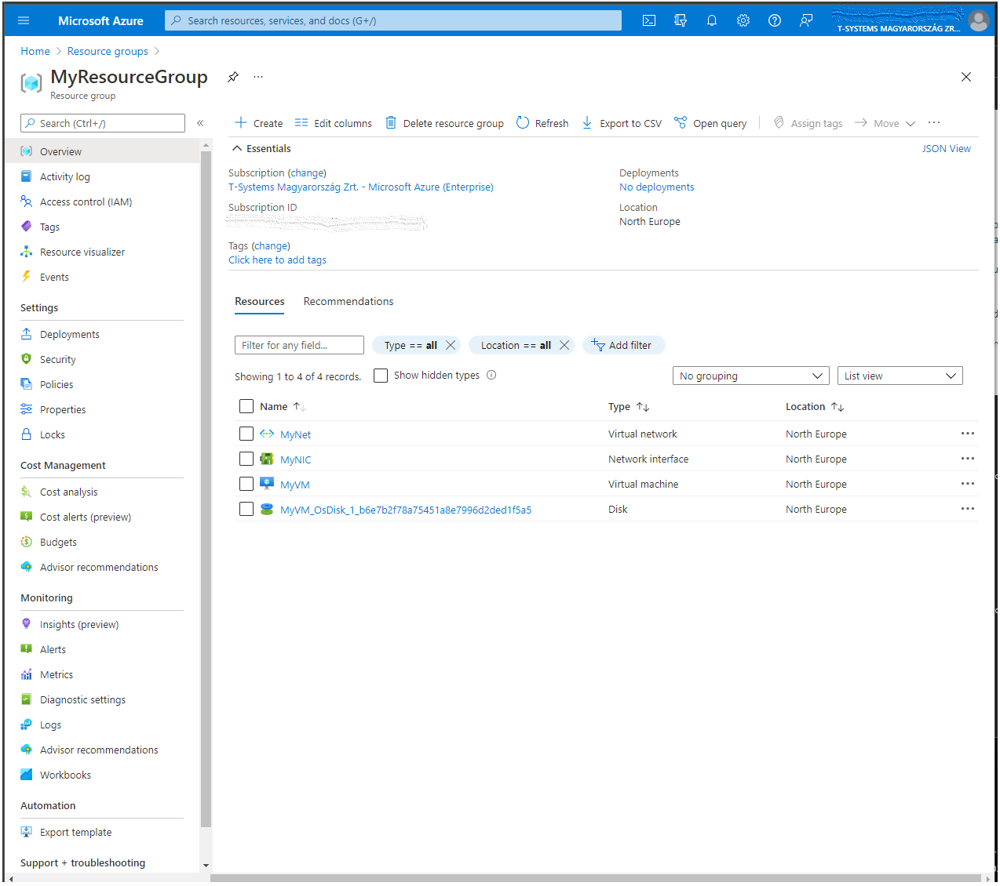 Microsoft Azure
Search resources, services, and docs (G+/)
T-SYSTEMS MAGYARORSZÁG ZR...
Home > Resource groups >
MyResourceGroup
Resource group
Search (Ctrl+/)
«
Overview
Activity log
Access control (IAM)
Tags
Resource visualizer
Events
Settings
Deployments
Security
Policies
Properties
Locks
Cost Management
Cost analysis
Cost alerts (preview)
Budgets
Advisor recommendations
Monitoring
Insights (preview)
Alerts
Metrics
Diagnostic settings
Logs
Advisor recommendations
Workbooks
Automation
Export template
Support + troubleshooting
Create Edit columns Delete resource group Refresh Export to CSV Open query Assign tags Move
Essentials JSON View
Subscription (change)
T-Systems Magyarország Zrt. - Microsoft Azure (Enterprise)
Subscription ID
Deployments
No deployments
Location
North Europe
Tags (change)
Click here to add tags
Resources Recommendations
Filter for any field... Type == all Location == all Add filter
Showing 1 to 4 of 4 records. Show hidden types No grouping List view
Name Type Location
MyNet Virtual network North Europe
MyNIC Network interface North Europe
MyVM Virtual machine North Europe
MyVM_OsDisk_1_b6e7b2f78a75451a8e7996d2ded1f5a5 Disk North Europe